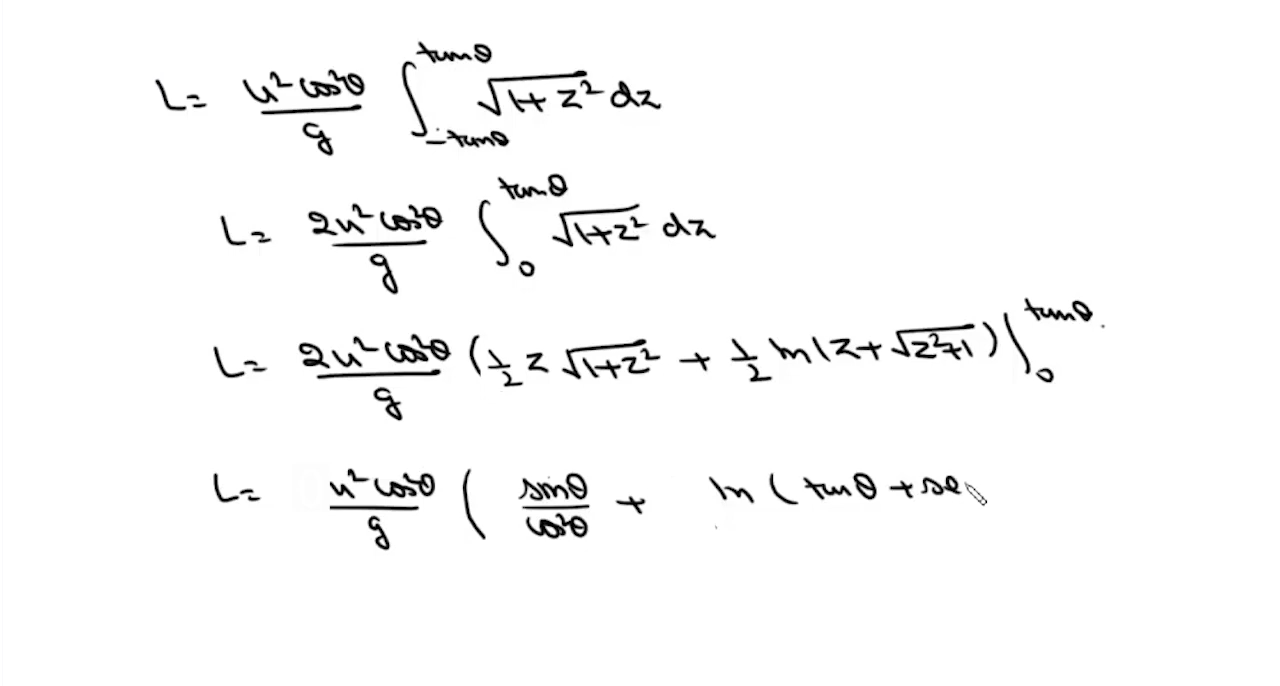 L = u²cos²θ/g ∫_{-tanθ}^{tanθ} √(1+z²) dz
L = 2u²cos²θ/g ∫_0^{tanθ} √(1+z²) dz
L = 2u²cos²θ/g (1/2 z √(1+z²) + 1/2 ln(z+√(z²+1))|_0^{tanθ}.
L = u²cos²θ/g ( sinθ/cos²θ + ln ( tanθ + se